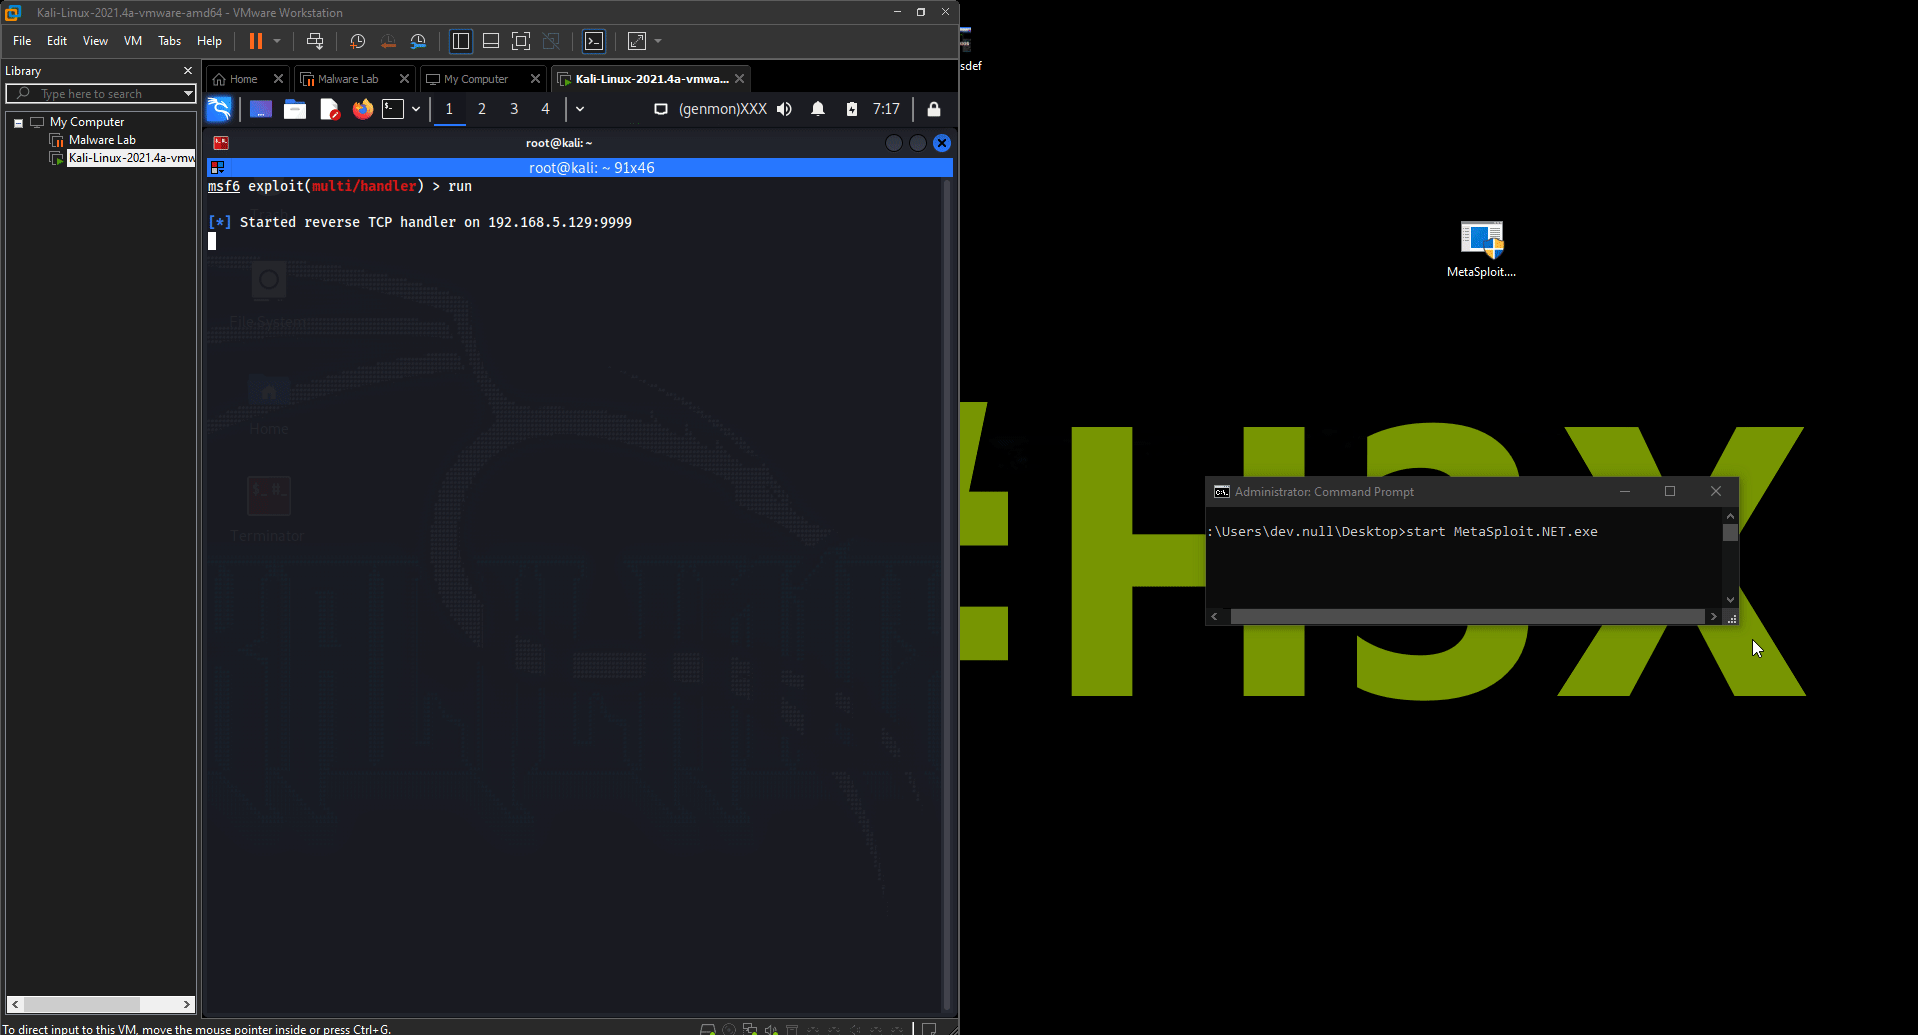 Kali-Linux-2021.4a-vmware-amd64 - VMware Workstation
File Edit View VM Tabs Help
Library
Type here to search
My Computer
Malware Lab
Kali-Linux-2021.4a-vmw
Home
Malware Lab
My Computer
Kali-Linux-2021.4a-vmwa...
1 2 3 4
(genmon)XXX
7:17
root@kali: ~
root@kali: ~ 91x46
msf6 exploit(multi/handler) > run
[*] Started reverse TCP handler on 192.168.5.129:9999
File System
Home
Terminator
To direct input to this VM, move the mouse pointer inside or press Ctrl+G.
sdef
MetaSploit....
#H3X
Administrator: Command Prompt
:\Users\dev.null\Desktop>start MetaSploit.NET.exe